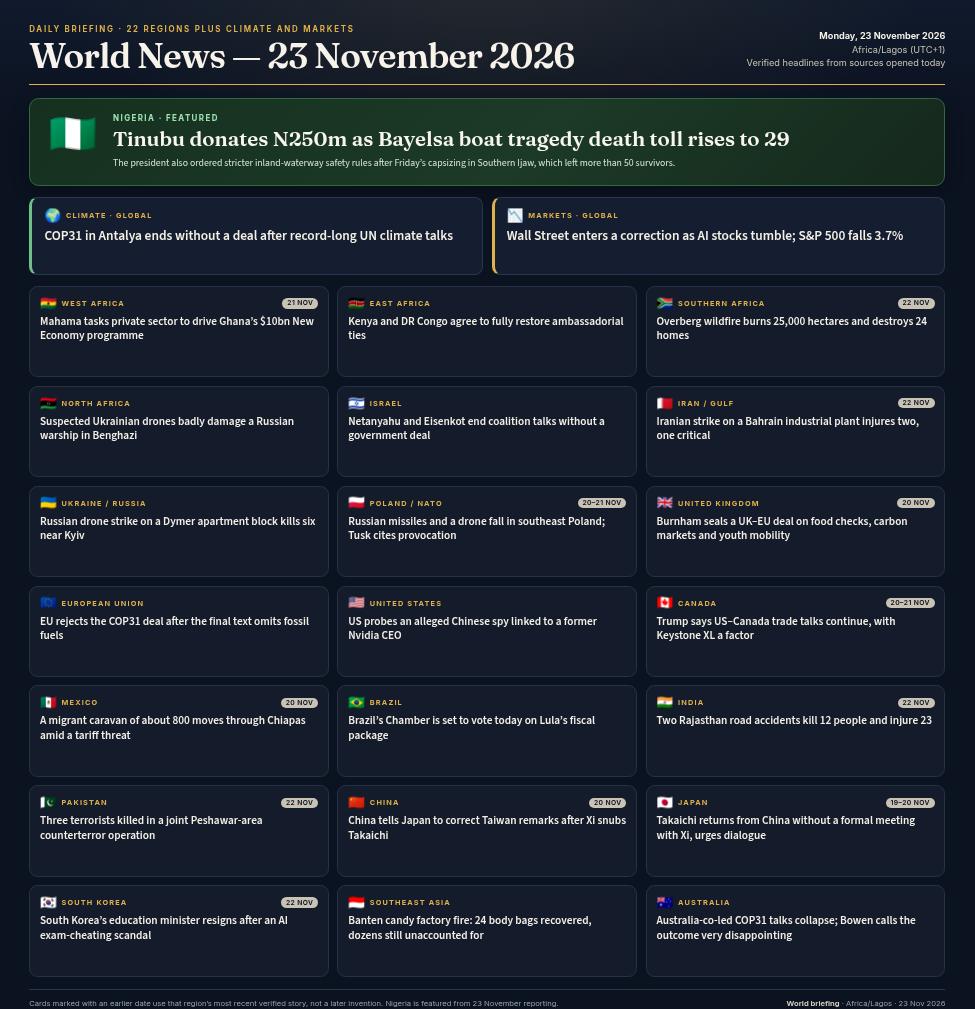 DAILY BRIEFING · 22 REGIONS PLUS CLIMATE AND MARKETS
World News — 23 November 2026
Monday, 23 November 2026
Africa/Lagos (UTC+1)
Verified headlines from sources opened today
NIGERIA · FEATURED
Tinubu donates N250m as Bayelsa boat tragedy death toll rises to 29
The president also ordered stricter inland-waterway safety rules after Friday's capsizing in Southern Ijaw, which left more than 50 survivors.
CLIMATE · GLOBAL
COP31 in Antalya ends without a deal after record-long UN climate talks
MARKETS · GLOBAL
Wall Street enters a correction as AI stocks tumble; S&P 500 falls 3.7%
WEST AFRICA
21 NOV
Mahama tasks private sector to drive Ghana's $10bn New
Economy programme
EAST AFRICA
Kenya and DR Congo agree to fully restore ambassadorial
ties
SOUTHERN AFRICA
22 NOV
Overberg wildfire burns 25,000 hectares and destroys 24
homes
NORTH AFRICA
Suspected Ukrainian drones badly damage a Russian
warship in Benghazi
ISRAEL
Netanyahu and Eisenkot end coalition talks without a
government deal
IRAN / GULF
22 NOV
Iranian strike on a Bahrain industrial plant injures two,
one critical
UKRAINE / RUSSIA
Russian drone strike on a Dymer apartment block kills six
near Kyiv
POLAND / NATO
20–21 NOV
Russian missiles and a drone fall in southeast Poland;
Tusk cites provocation
UNITED KINGDOM
20 NOV
Burnham seals a UK–EU deal on food checks, carbon
markets and youth mobility
EUROPEAN UNION
EU rejects the COP31 deal after the final text omits fossil
fuels
UNITED STATES
US probes an alleged Chinese spy linked to a former
Nvidia CEO
CANADA
20–21 NOV
Trump says US–Canada trade talks continue, with
Keystone XL a factor
MEXICO
20 NOV
A migrant caravan of about 800 moves through Chiapas
amid a tariff threat
BRAZIL
Brazil's Chamber is set to vote today on Lula's fiscal
package
INDIA
22 NOV
Two Rajasthan road accidents kill 12 people and injure 23
PAKISTAN
22 NOV
Three terrorists killed in a joint Peshawar-area
counterterror operation
CHINA
20 NOV
China tells Japan to correct Taiwan remarks after Xi snubs
Takaichi
JAPAN
19–20 NOV
Takaichi returns from China without a formal meeting
with Xi, urges dialogue
SOUTH KOREA
22 NOV
South Korea's education minister resigns after an AI
exam-cheating scandal
SOUTHEAST ASIA
Banten candy factory fire: 24 body bags recovered,
dozens still unaccounted for
AUSTRALIA
Australia-co-led COP31 talks collapse; Bowen calls the
outcome very disappointing
Cards marked with an earlier date use that region's most recent verified story, not a later invention. Nigeria is featured from 23 November reporting.
World briefing · Africa/Lagos · 23 Nov 2026